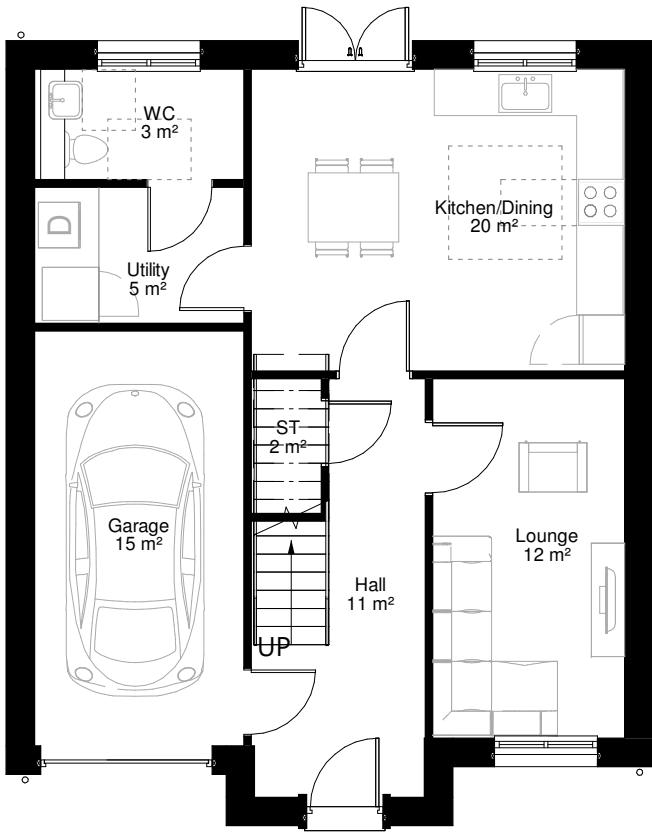 WC
3 m²
Kitchen/Dining
20 m²
D
Utility
5 m²
ST
2 m²
Garage
15 m²
Lounge
12 m²
Hall
11 m²
UP